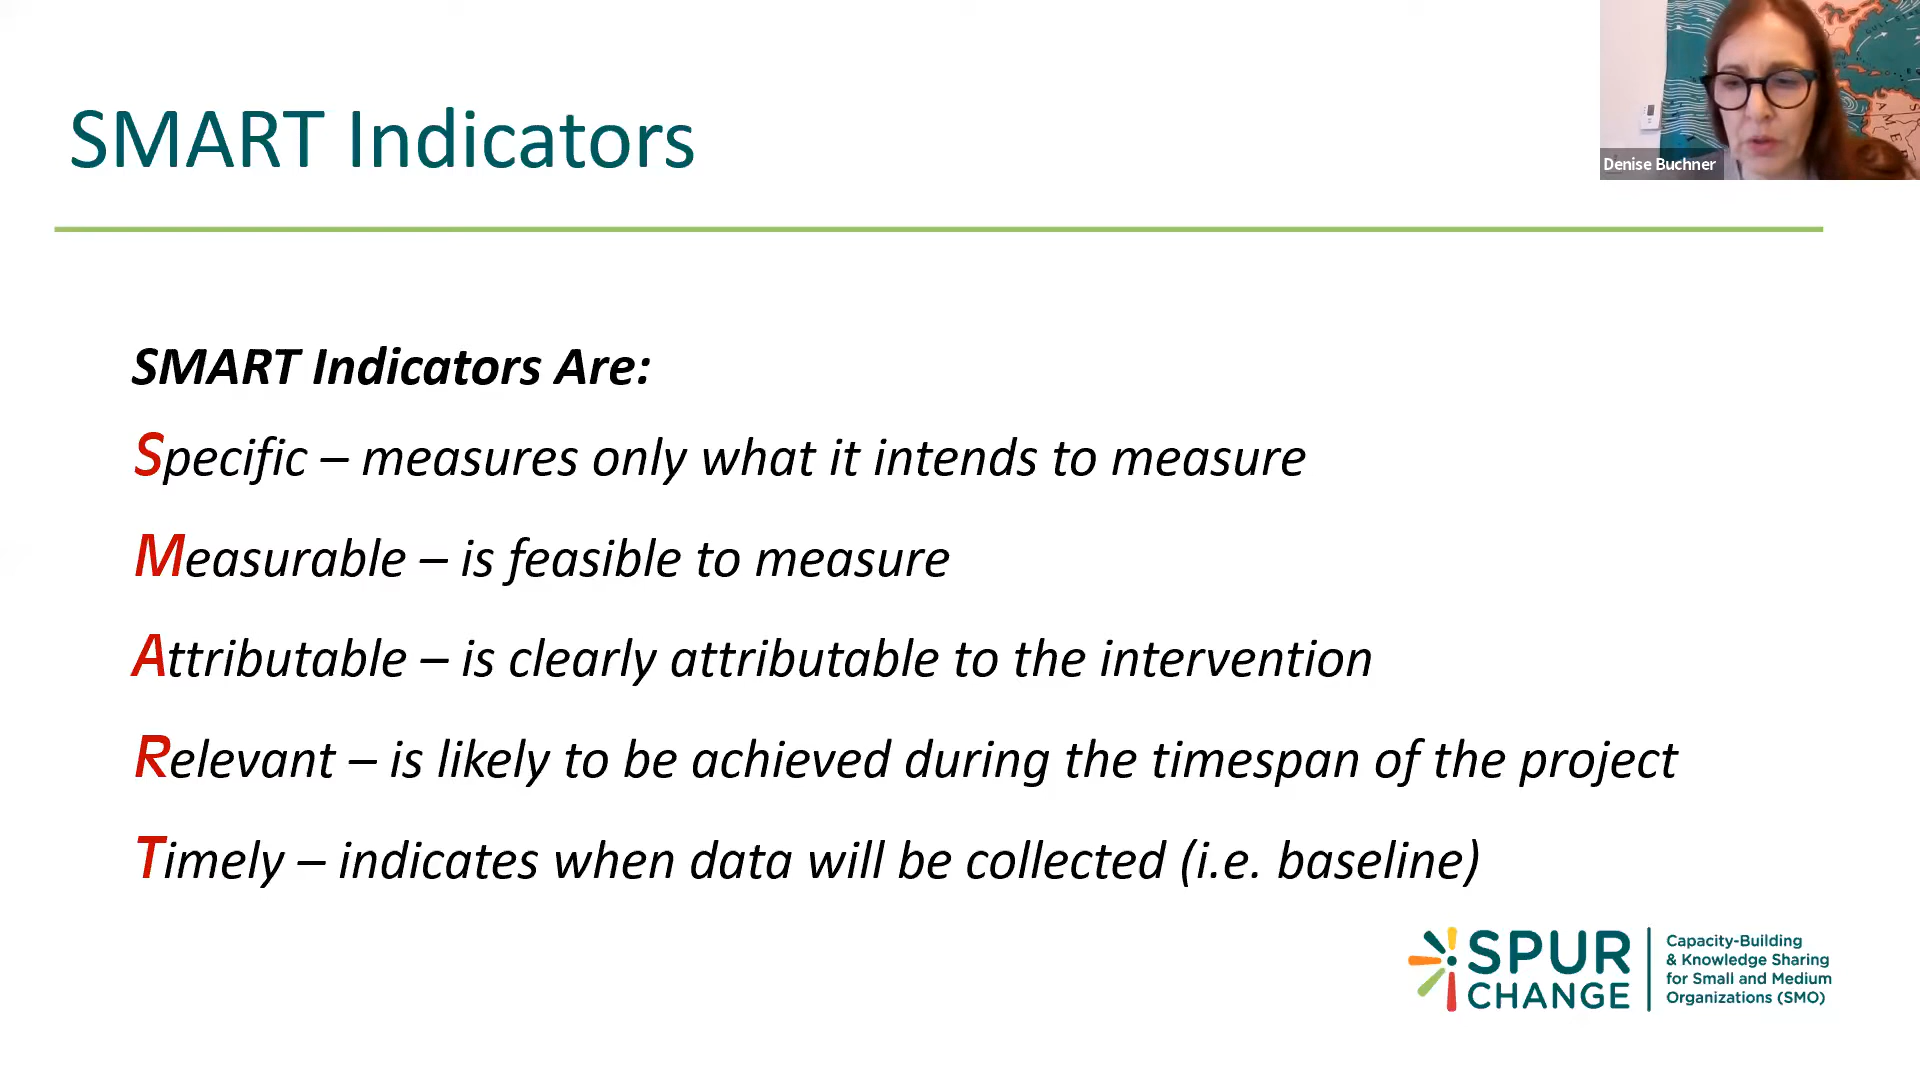 SMART Indicators
Denise Buchner
SMART Indicators Are:
Specific – measures only what it intends to measure
Measurable – is feasible to measure
Attributable – is clearly attributable to the intervention
Relevant – is likely to be achieved during the timespan of the project
Timely – indicates when data will be collected (i.e. baseline)
SPUR
CHANGE
Capacity-Building
& Knowledge Sharing
for Small and Medium
Organizations (SMO)